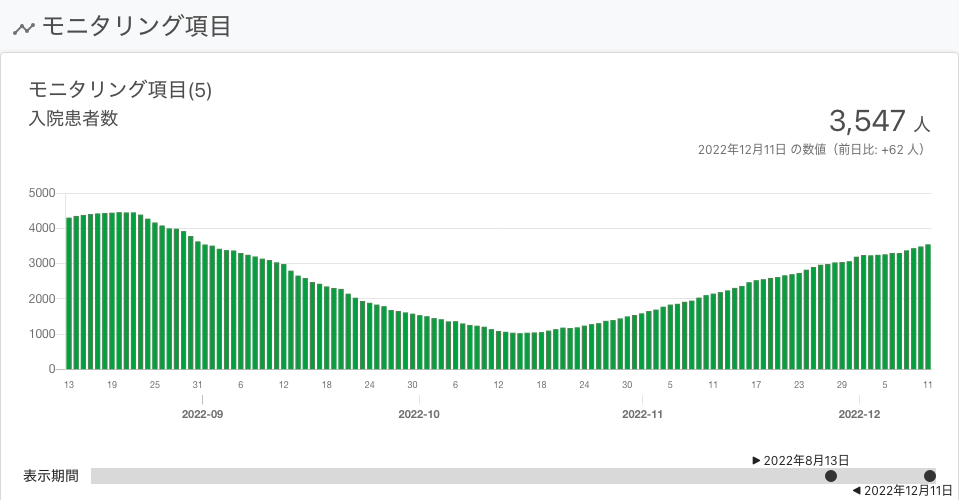 モニタリング項目
モニタリング項目(5)
入院患者数
3,547 人
2022年12月11日 の数値（前日比: +62 人）
5000
4000
3000
2000
1000
0
13 19 25 31 6 12 18 24 30 6 12 18 24 30 5 11 17 23 29 5 11
2022-09 2022-10 2022-11 2022-12
▶ 2022年8月13日
表示期間
◀ 2022年12月11日